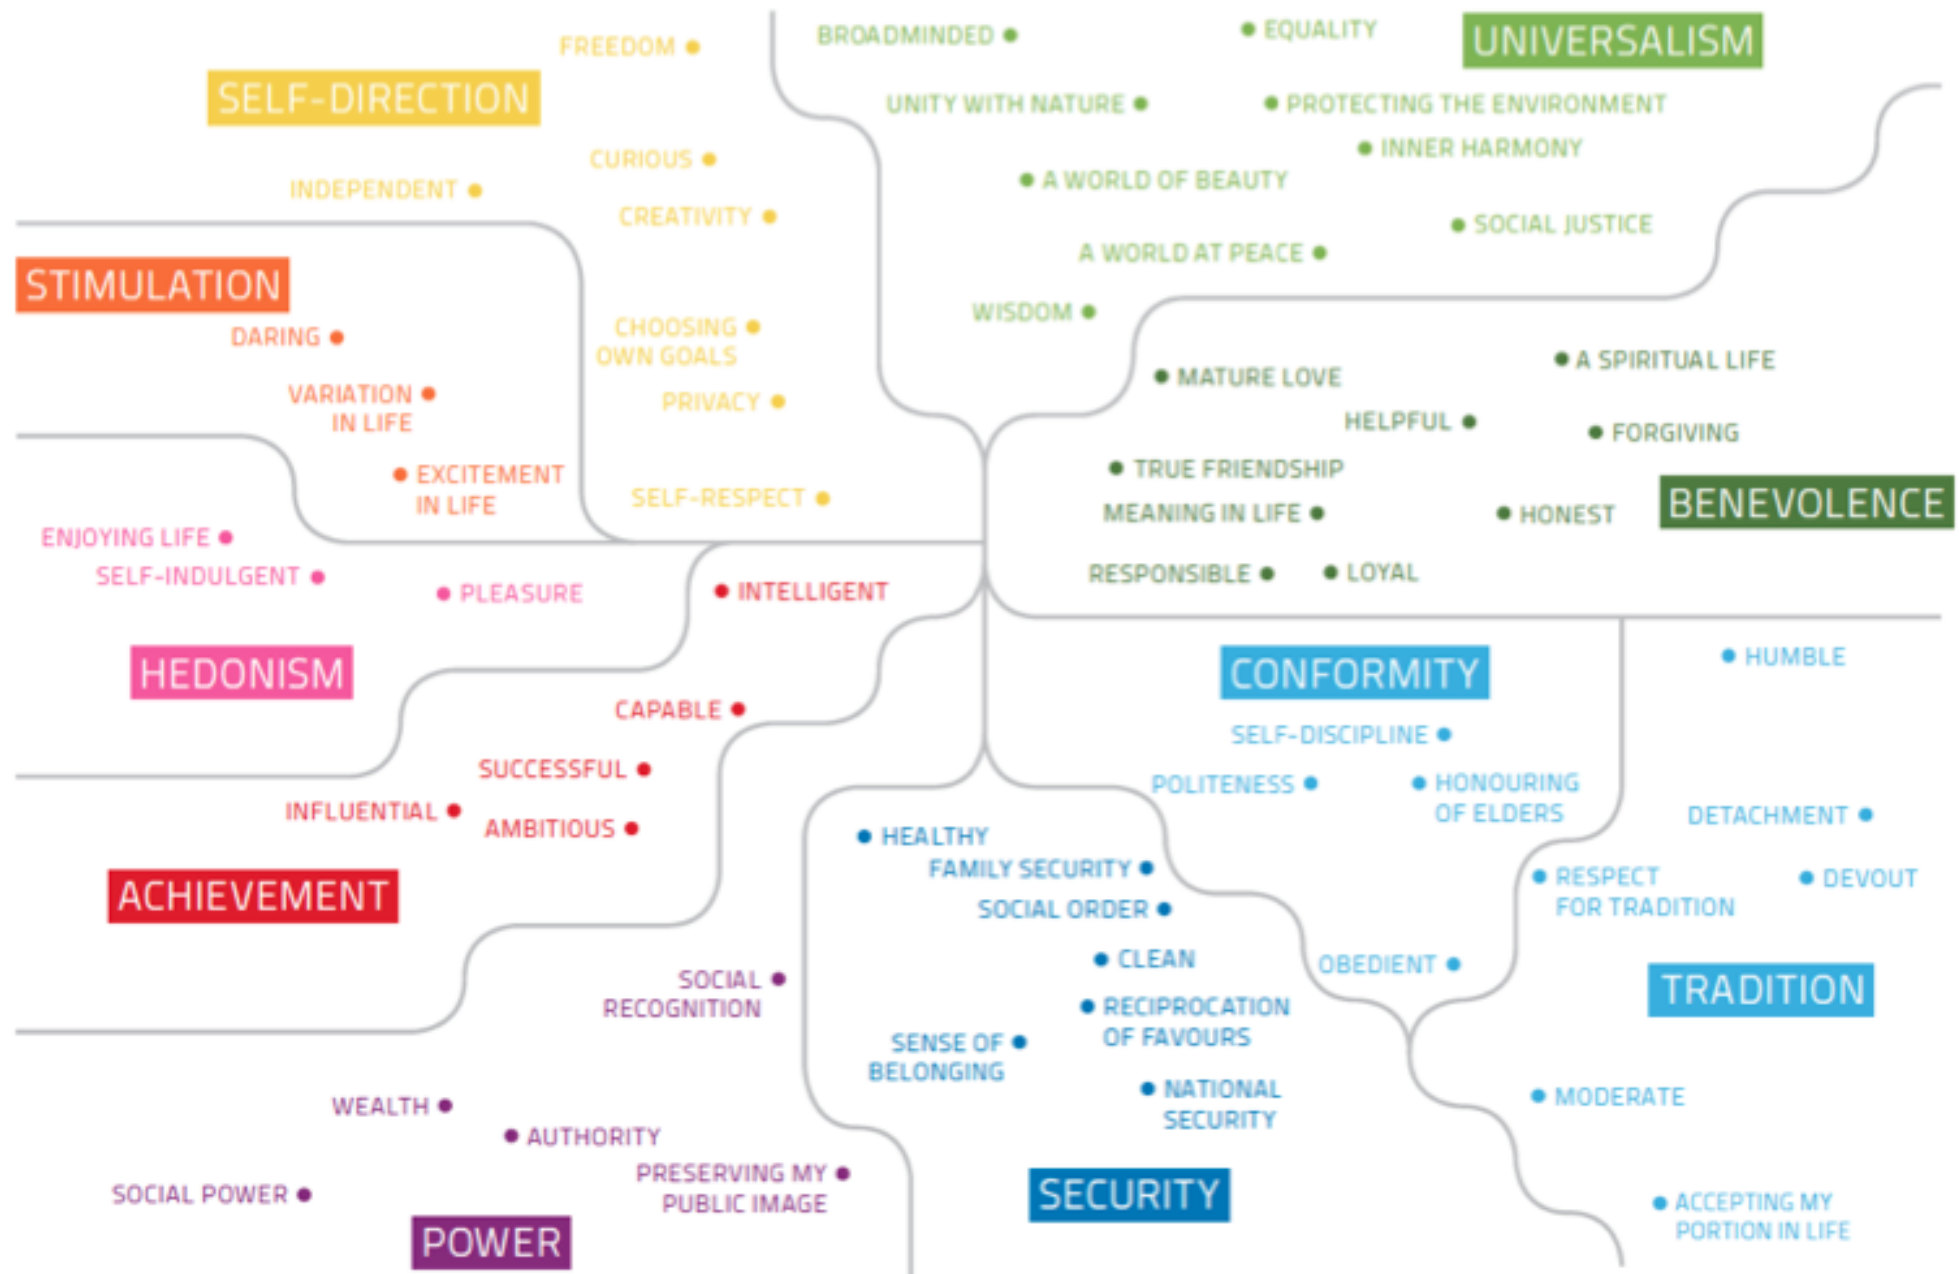 FREEDOM
SELF-DIRECTION
CURIOUS
INDEPENDENT
CREATIVITY
CHOOSING
OWN GOALS
PRIVACY
SELF-RESPECT
BROADMINDED
EQUALITY
UNIVERSALISM
UNITY WITH NATURE
PROTECTING THE ENVIRONMENT
INNER HARMONY
A WORLD OF BEAUTY
SOCIAL JUSTICE
A WORLD AT PEACE
WISDOM
STIMULATION
DARING
VARIATION
IN LIFE
EXCITEMENT
IN LIFE
MATURE LOVE
A SPIRITUAL LIFE
HELPFUL
FORGIVING
TRUE FRIENDSHIP
MEANING IN LIFE
HONEST
BENEVOLENCE
RESPONSIBLE
LOYAL
ENJOYING LIFE
SELF-INDULGENT
PLEASURE
HEDONISM
INTELLIGENT
CAPABLE
SUCCESSFUL
INFLUENTIAL
AMBITIOUS
ACHIEVEMENT
CONFORMITY
SELF-DISCIPLINE
POLITENESS
HONOURING
OF ELDERS
OBEDIENT
HUMBLE
DETACHMENT
RESPECT
FOR TRADITION
DEVOUT
TRADITION
MODERATE
ACCEPTING MY
PORTION IN LIFE
HEALTHY
FAMILY SECURITY
SOCIAL ORDER
CLEAN
RECIPROCATION
OF FAVOURS
SENSE OF
BELONGING
NATIONAL
SECURITY
SECURITY
SOCIAL
RECOGNITION
WEALTH
AUTHORITY
PRESERVING MY
PUBLIC IMAGE
SOCIAL POWER
POWER